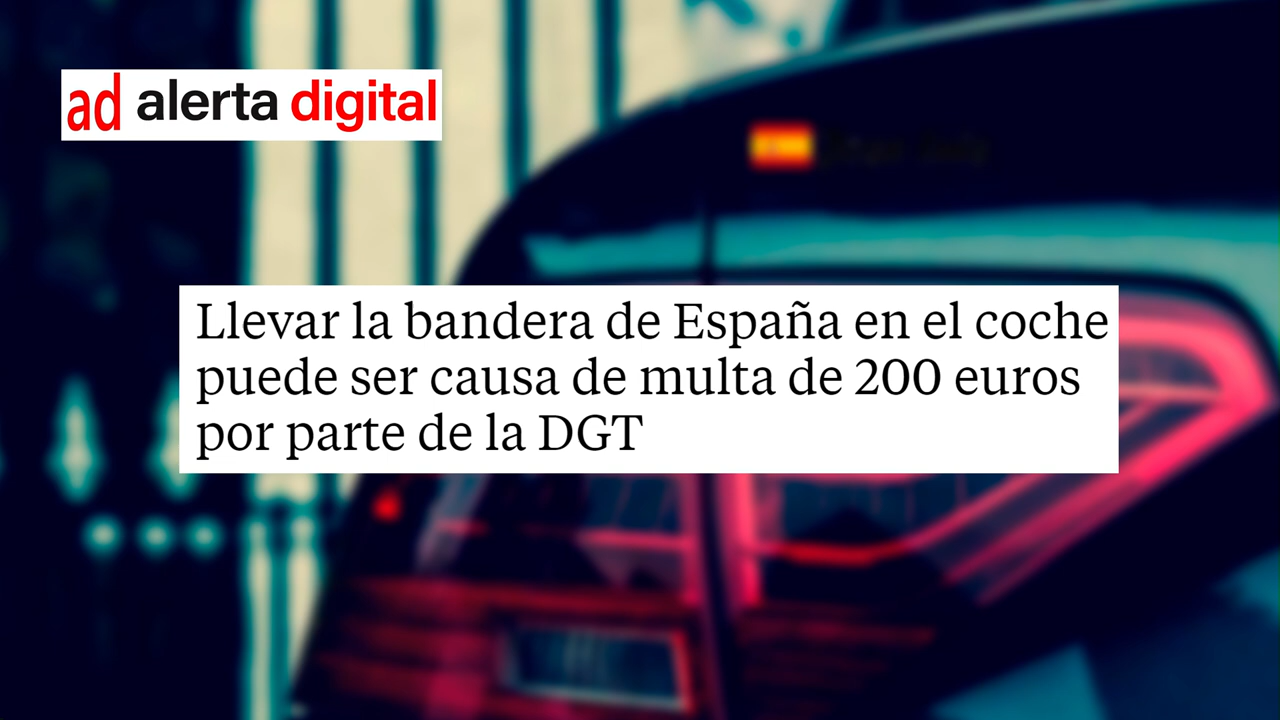 ad alerta digital
Llevar la bandera de España en el coche
puede ser causa de multa de 200 euros
por parte de la DGT